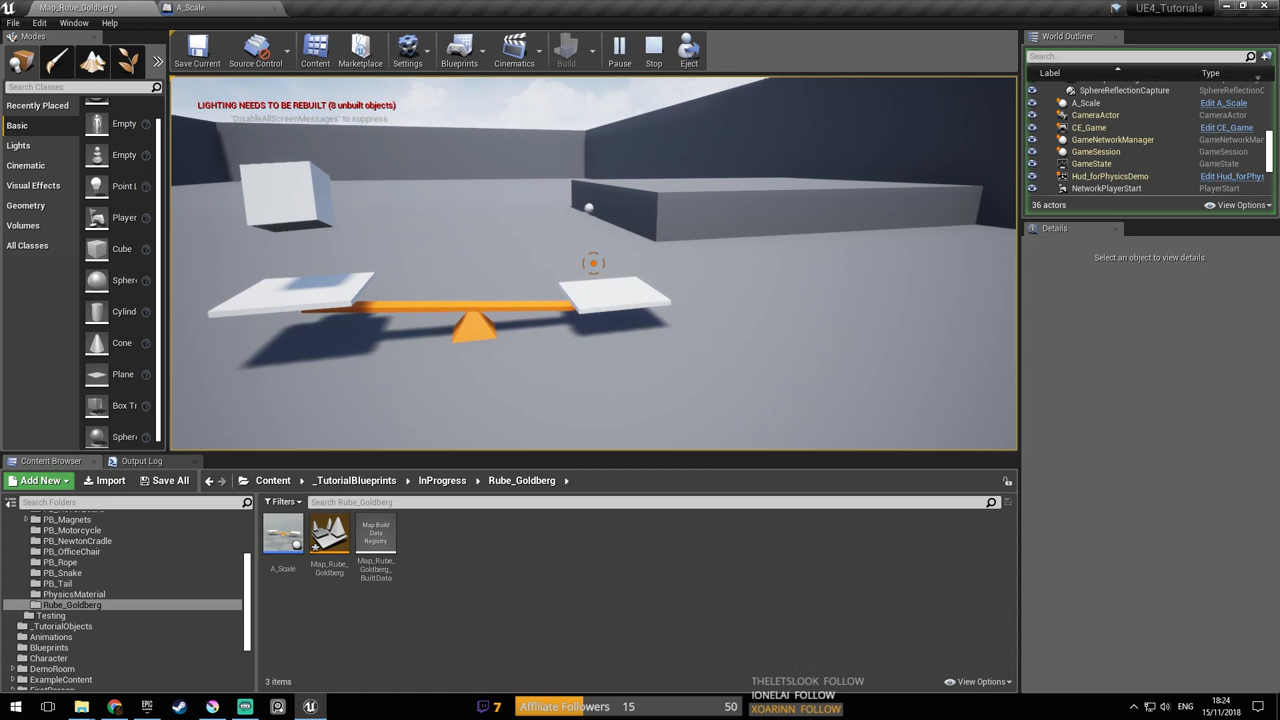 Map_Rube_Goldberg*
A_Scale
UE4_Tutorials
File Edit Window Help
Modes
Search Classes
Recently Placed
Basic
Lights
Cinematic
Visual Effects
Geometry
Volumes
All Classes
Empty
Empty
Point L
Player
Cube
Spher
Cylind
Cone
Plane
Box Tr
Spher
Save Current
Source Control
Content
Marketplace
Settings
Blueprints
Cinematics
Build
Pause
Stop
Eject
LIGHTING NEEDS TO BE REBUILT (8 unbuilt objects)
'DisableAllScreenMessages' to suppress
World Outliner
Search...
Label Type
SphereReflectionCapture SphereReflectionC
A_Scale Edit A_Scale
CameraActor CameraActor
CE_Game Edit CE_Game
GameNetworkManager GameNetworkMar
GameSession GameSession
GameState GameState
Hud_forPhysicsDemo Edit Hud_forPhys
NetworkPlayerStart PlayerStart
36 actors View Options
Details
Select an object to view details.
Content Browser
Output Log
Add New Import Save All
Content _TutorialBlueprints InProgress Rube_Goldberg
Search Folders
Filters
Search Rube_Goldberg
PB_Magnets
PB_Motorcycle
PB_NewtonCradle
PB_OfficeChair
PB_Rope
PB_Snake
PB_Tail
PhysicsMaterial
Rube_Goldberg
Testing
_TutorialObjects
Animations
Blueprints
Character
DemoRoom
ExampleContent
A_Scale
Map_Rube_
Goldberg
Map Build
Data
Registry
Map_Rube_
Goldberg_
BuiltData
3 items
View Options
THELETSLOOK FOLLOW
IONELAI FOLLOW
XOARINN FOLLOW
7
Affiliate Followers 15 50
18:24
15/11/2018